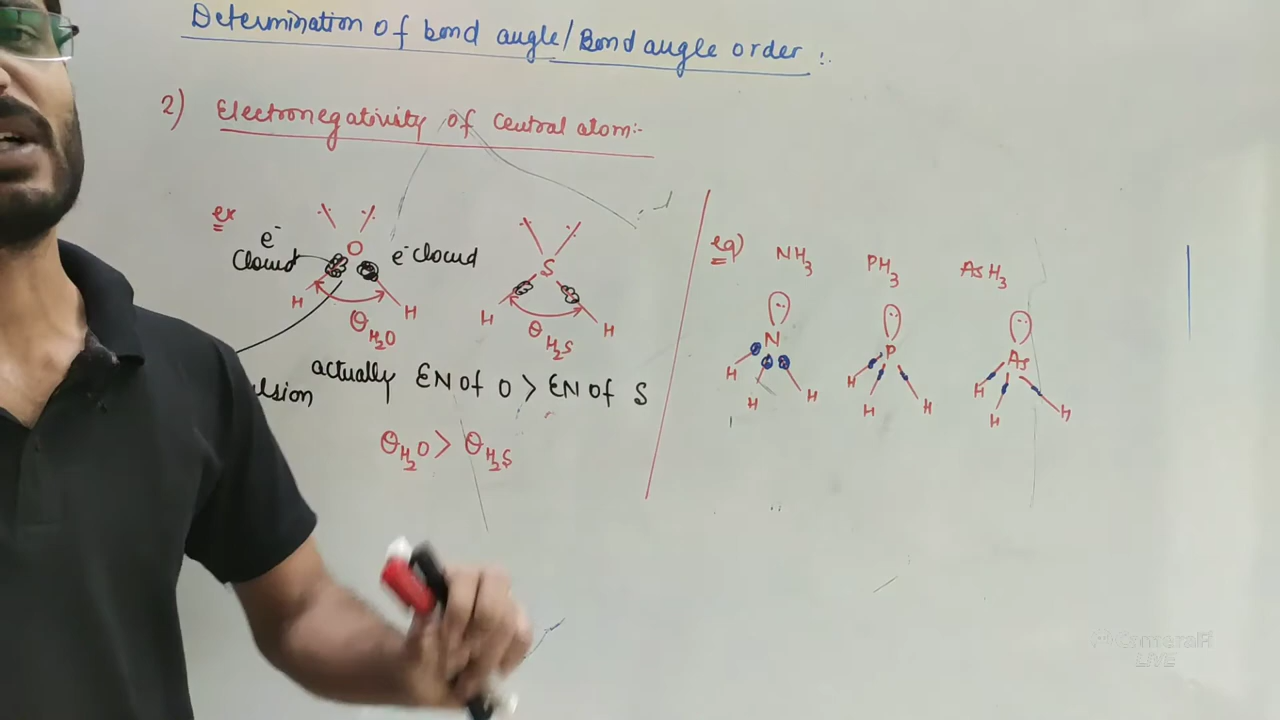 Determination of bond angle/Bond angle order :.
2) Electronegativity of Central atom:-
ex
e⁻ Cloud
O
e⁻ Cloud
H
H
θH₂O
S
H
H
θH₂S
actually EN of O > EN of S
ulsion
θH₂O > θH₂S
eg)
NH₃
PH₃
AsH₃
N
H
H
H
P
H
H
H
As
H
H
H
LIVE